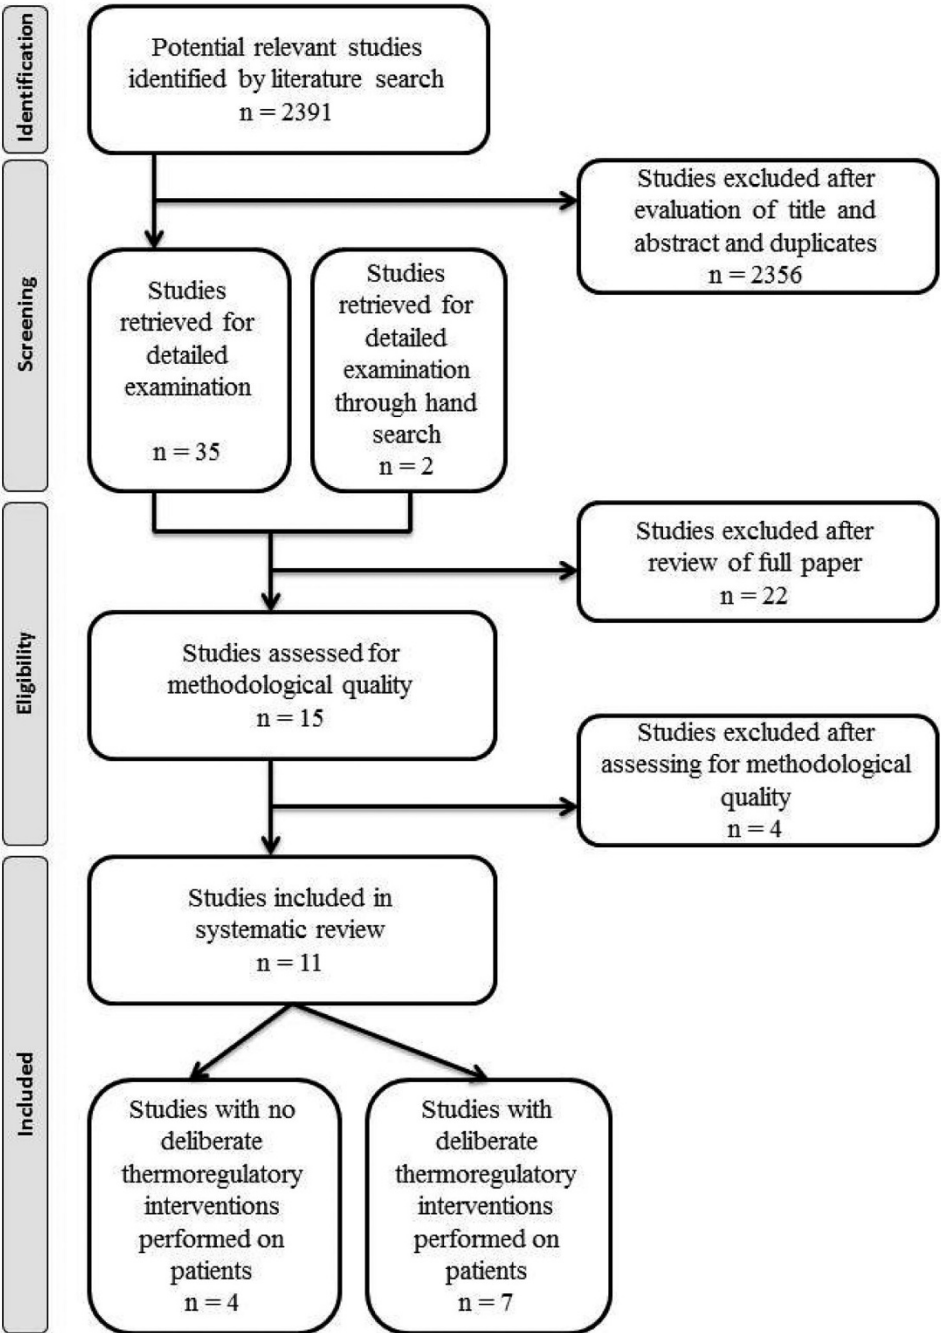 Identification
Potential relevant studies
identified by literature search
n = 2391
Screening
Studies excluded after
evaluation of title and
abstract and duplicates
n = 2356
Studies
retrieved for
detailed
examination
n = 35
Studies
retrieved for
detailed
examination
through hand
search
n = 2
Eligibility
Studies excluded after
review of full paper
n = 22
Studies assessed for
methodological quality
n = 15
Studies excluded after
assessing for methodological
quality
n = 4
Included
Studies included in
systematic review
n = 11
Studies with no
deliberate
thermoregulatory
interventions
performed on
patients
n = 4
Studies with
deliberate
thermoregulatory
interventions
performed on
patients
n = 7